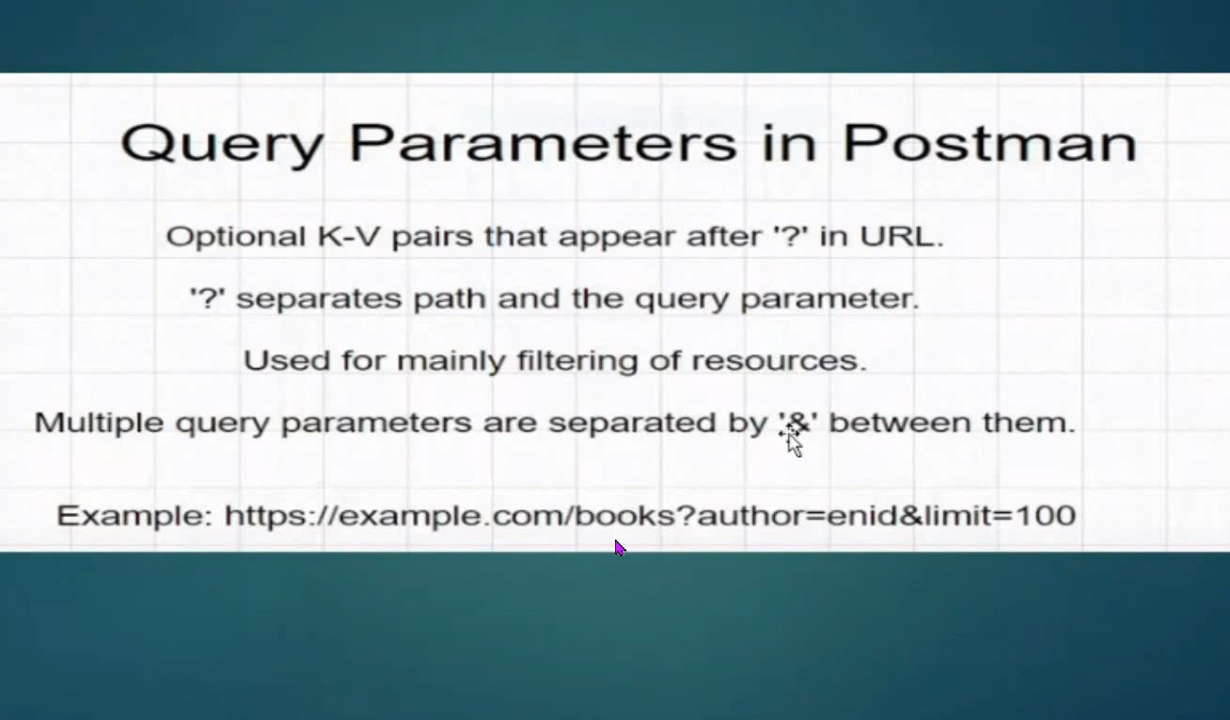 Query Parameters in Postman
Optional K-V pairs that appear after '?' in URL.
'?' separates path and the query parameter.
Used for mainly filtering of resources.
Multiple query parameters are separated by '&' between them.
Example: https://example.com/books?author=enid&limit=100